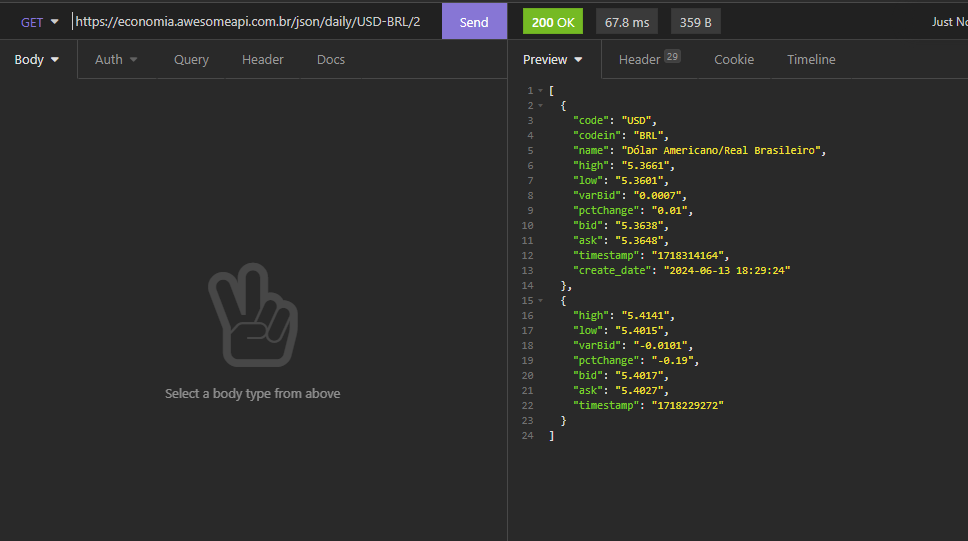 GET https://economia.awesomeapi.com.br/json/daily/USD-BRL/2 Send 200 OK 67.8 ms 359 B Just No
Body Auth Query Header Docs Preview Header 29 Cookie Timeline
1 [
2 {
3 "code": "USD",
4 "codein": "BRL",
5 "name": "Dólar Americano/Real Brasileiro",
6 "high": "5.3661",
7 "low": "5.3601",
8 "varBid": "0.0007",
9 "pctChange": "0.01",
10 "bid": "5.3638",
11 "ask": "5.3648",
12 "timestamp": "1718314164",
13 "create_date": "2024-06-13 18:29:24"
14 },
15 {
16 "high": "5.4141",
17 "low": "5.4015",
18 "varBid": "-0.0101",
19 "pctChange": "-0.19",
20 "bid": "5.4017",
21 "ask": "5.4027",
22 "timestamp": "1718229272"
23 }
24 ]
Select a body type from above